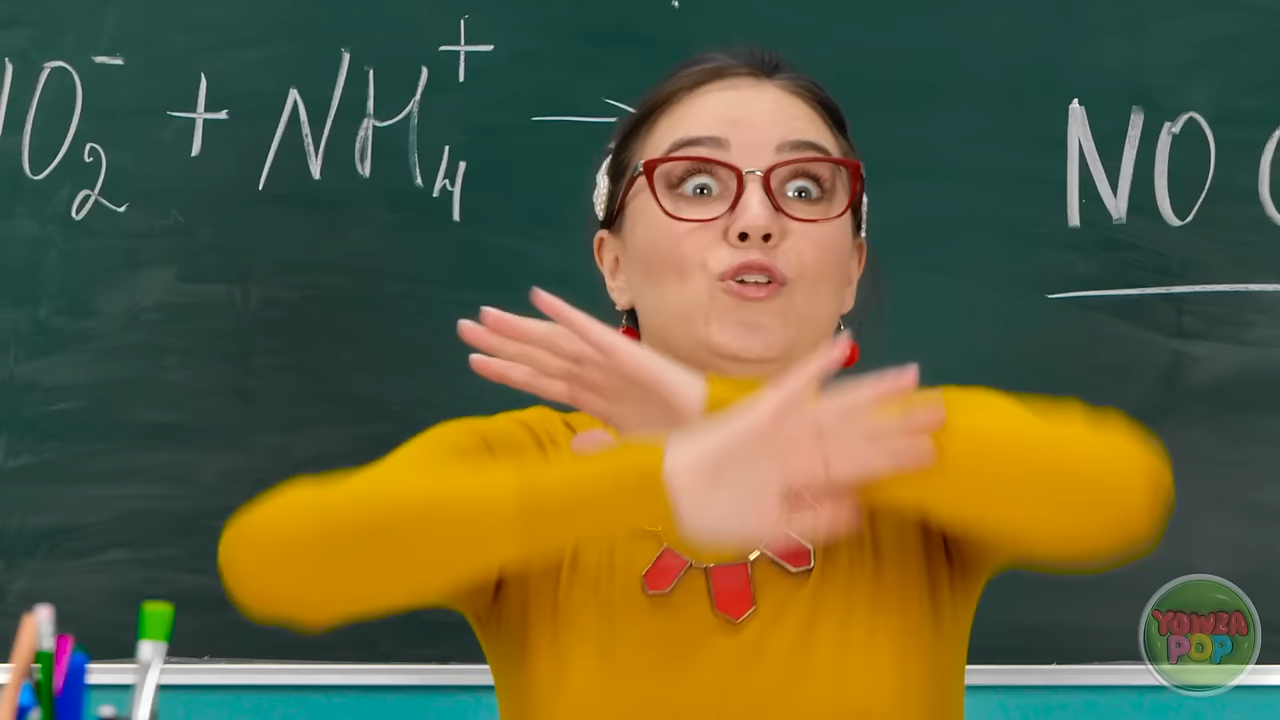 NO₂⁻ + NH₄⁺ →
NO
YOWZA
POP